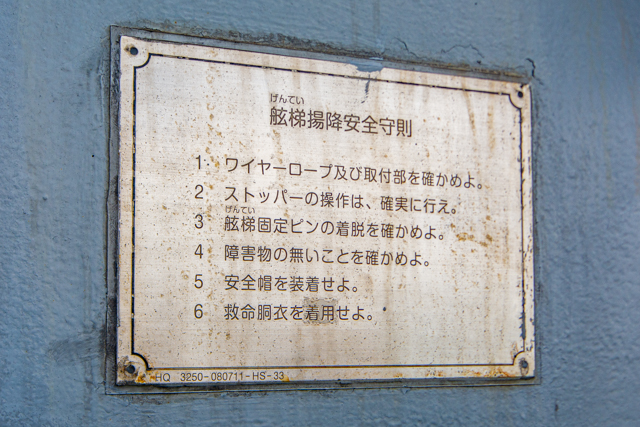 げんてい
舷梯揚降安全守則
1 ワイヤーロープ及び取付部を確かめよ。
2 ストッパーの操作は、確実に行え。
げんてい
3 舷梯固定ピンの着脱を確かめよ。
4 障害物の無いことを確かめよ。
5 安全帽を装着せよ。
6 救命胴衣を着用せよ。
HQ 3250-080711-HS-33